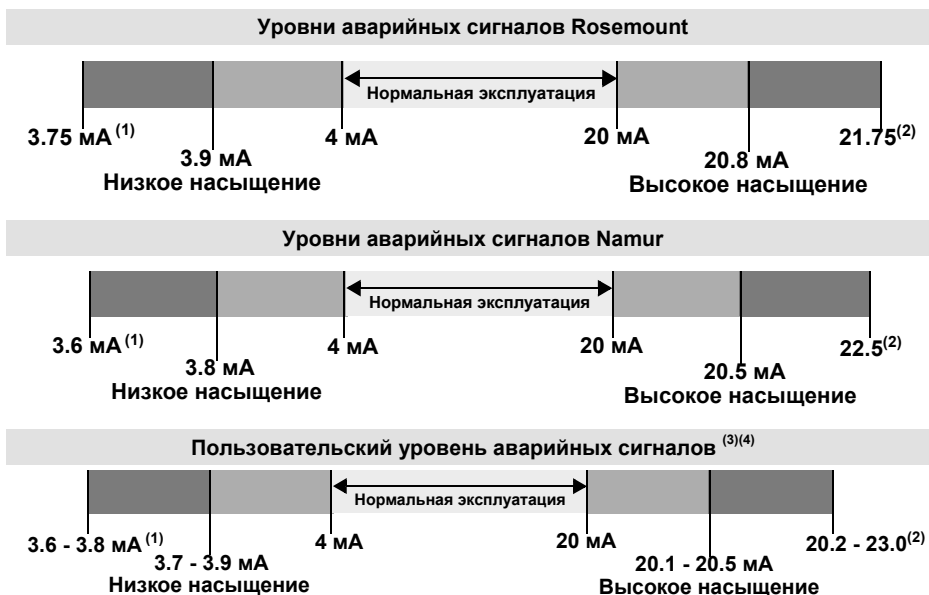 Уровни аварийных сигналов Rosemount
Нормальная эксплуатация
3.75 мА (1) 4 мА 20 мА 21.75(2)
3.9 мА 20.8 мА
Низкое насыщение Высокое насыщение
Уровни аварийных сигналов Namur
Нормальная эксплуатация
3.6 мА (1) 4 мА 20 мА 22.5(2)
3.8 мА 20.5 мА
Низкое насыщение Высокое насыщение
Пользовательский уровень аварийных сигналов (3)(4)
Нормальная эксплуатация
3.6 - 3.8 мА (1) 4 мА 20 мА 20.2 - 23.0(2)
3.7 - 3.9 мА 20.1 - 20.5 мА
Низкое насыщение Высокое насыщение